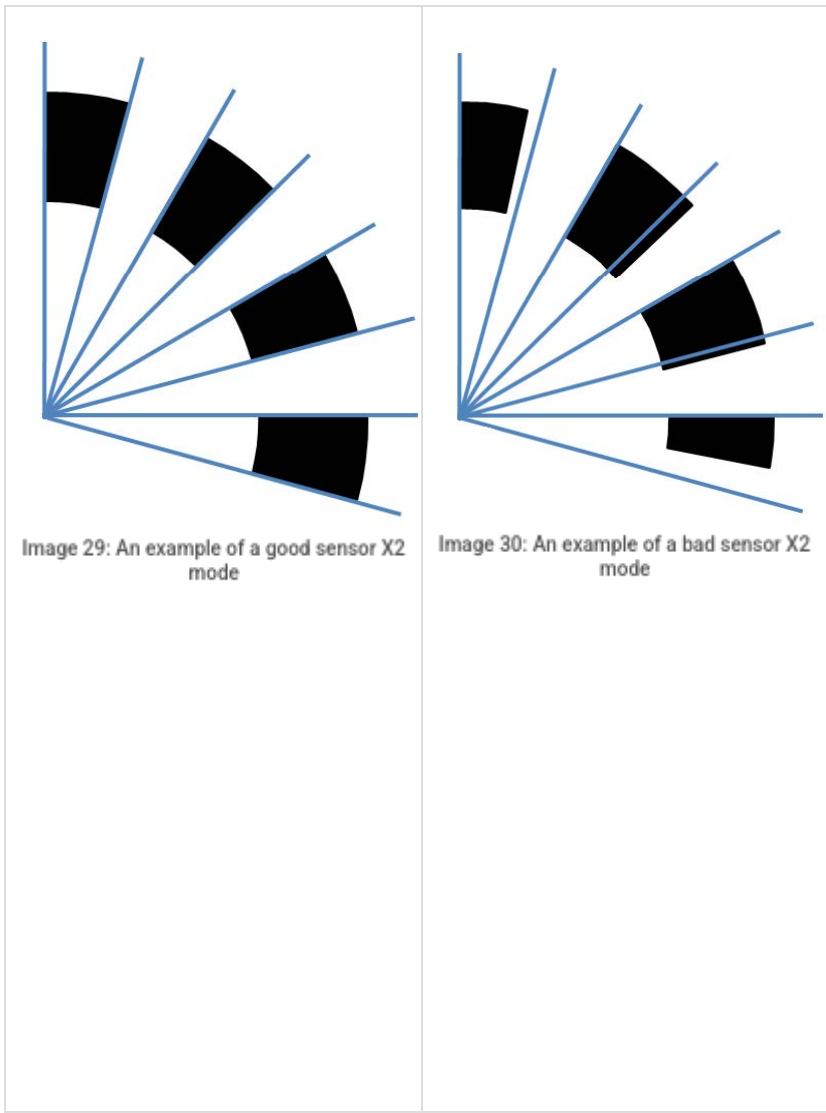 Image 29: An example of a good sensor X2
mode
Image 30: An example of a bad sensor X2
mode